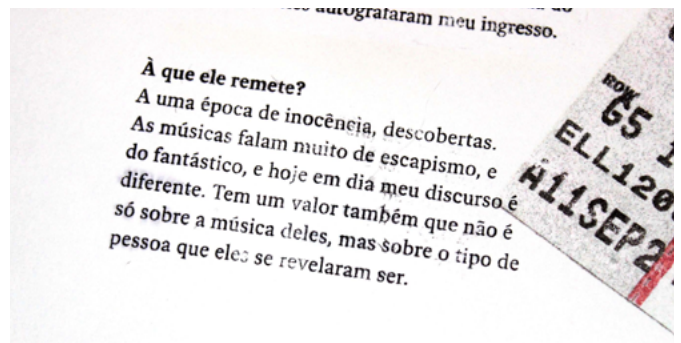 autografaram meu ingresso.
À que ele remete?
A uma época de inocência, descobertas.
As músicas falam muito de escapismo, e
do fantástico, e hoje em dia meu discurso é
diferente. Tem um valor também que não é
só sobre a música deles, mas sobre o tipo de
pessoa que eles se revelaram ser.
ROW
G5 1
ELL120
A11SEP2